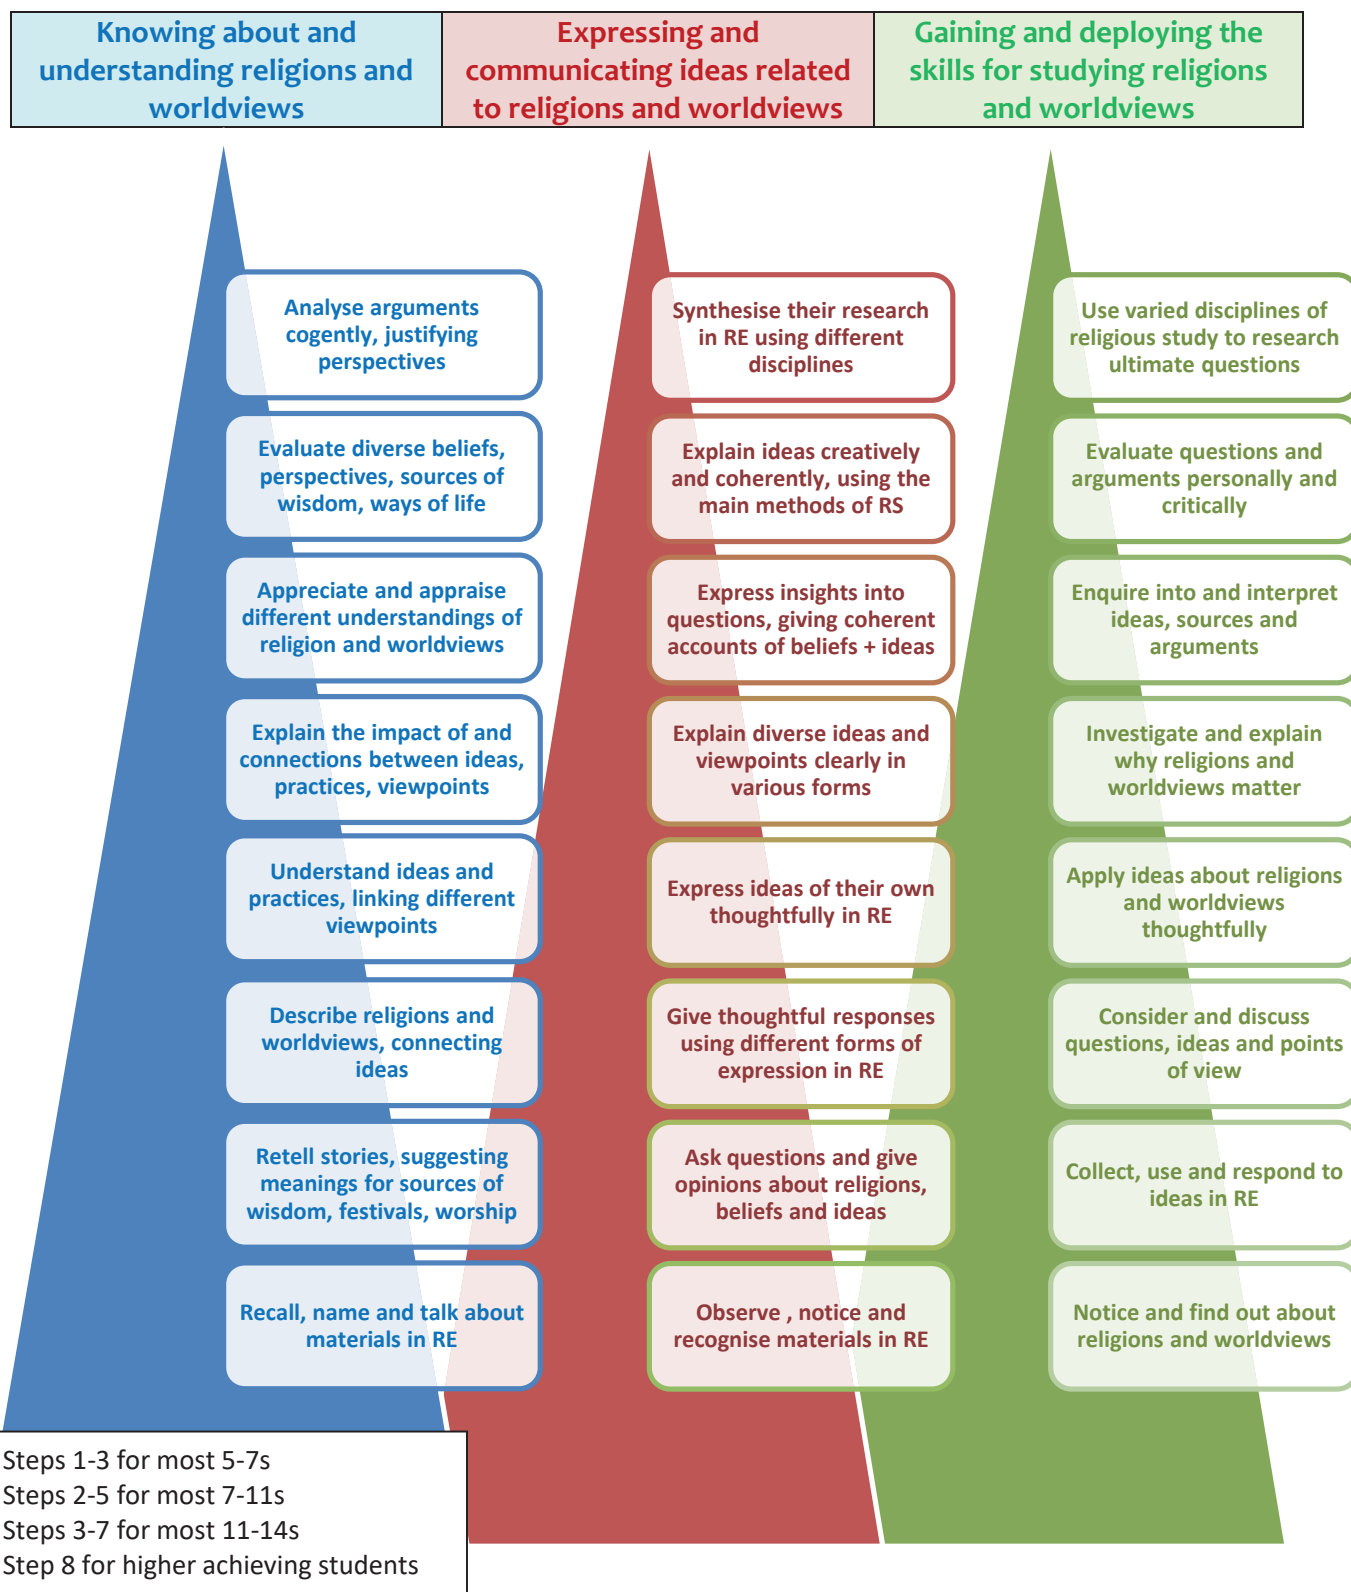 Knowing about and
understanding religions and
worldviews
Expressing and
communicating ideas related
to religions and worldviews
Gaining and deploying the
skills for studying religions
and worldviews
Analyse arguments
cogently, justifying
perspectives
Evaluate diverse beliefs,
perspectives, sources of
wisdom, ways of life
Appreciate and appraise
different understandings of
religion and worldviews
Explain the impact of and
connections between ideas,
practices, viewpoints
Understand ideas and
practices, linking different
viewpoints
Describe religions and
worldviews, connecting
ideas
Retell stories, suggesting
meanings for sources of
wisdom, festivals, worship
Recall, name and talk about
materials in RE
Synthesise their research
in RE using different
disciplines
Explain ideas creatively
and coherently, using the
main methods of RS
Express insights into
questions, giving coherent
accounts of beliefs + ideas
Explain diverse ideas and
viewpoints clearly in
various forms
Express ideas of their own
thoughtfully in RE
Give thoughtful responses
using different forms of
expression in RE
Ask questions and give
opinions about religions,
beliefs and ideas
Observe , notice and
recognise materials in RE
Use varied disciplines of
religious study to research
ultimate questions
Evaluate questions and
arguments personally and
critically
Enquire into and interpret
ideas, sources and
arguments
Investigate and explain
why religions and
worldviews matter
Apply ideas about religions
and worldviews
thoughtfully
Consider and discuss
questions, ideas and points
of view
Collect, use and respond to
ideas in RE
Notice and find out about
religions and worldviews
Steps 1-3 for most 5-7s
Steps 2-5 for most 7-11s
Steps 3-7 for most 11-14s
Step 8 for higher achieving students